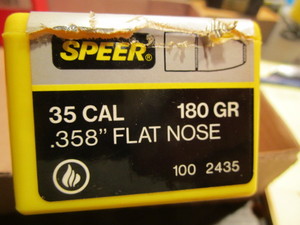 SPEER®
35 CAL 180 GR
.358" FLAT NOSE
100 2435